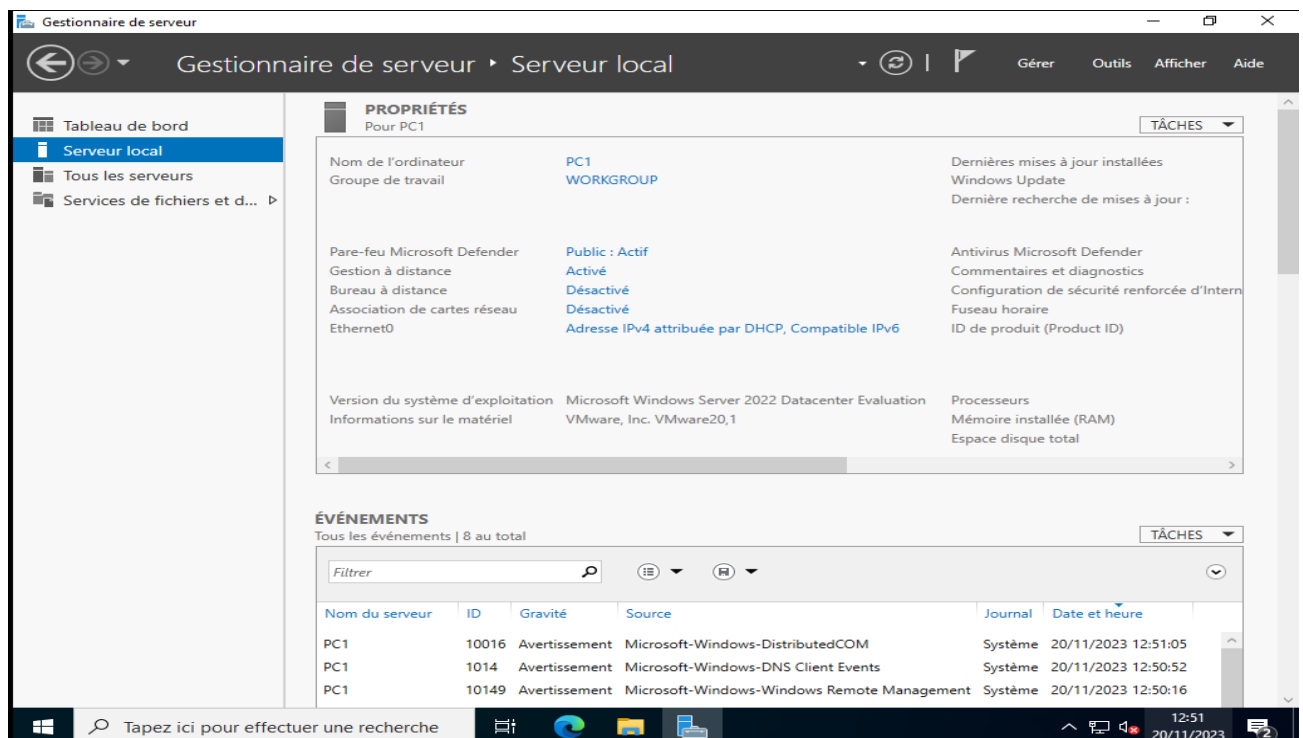 Gestionnaire de serveur
Gestionnaire de serveur ‣ Serveur local
Gérer Outils Afficher Aide
Tableau de bord
Serveur local
Tous les serveurs
Services de fichiers et d...
PROPRIÉTÉS
Pour PC1
TÂCHES
Nom de l'ordinateur PC1 Dernières mises à jour installées
Groupe de travail WORKGROUP Windows Update
Dernière recherche de mises à jour :
Pare-feu Microsoft Defender Public : Actif Antivirus Microsoft Defender
Gestion à distance Activé Commentaires et diagnostics
Bureau à distance Désactivé Configuration de sécurité renforcée d'Intern
Association de cartes réseau Désactivé Fuseau horaire
Ethernet0 Adresse IPv4 attribuée par DHCP, Compatible IPv6 ID de produit (Product ID)
Version du système d'exploitation Microsoft Windows Server 2022 Datacenter Evaluation Processeurs
Informations sur le matériel VMware, Inc. VMware20,1 Mémoire installée (RAM)
Espace disque total
ÉVÉNEMENTS
Tous les événements | 8 au total
TÂCHES
Filtrer
Nom du serveur ID Gravité Source Journal Date et heure
PC1 10016 Avertissement Microsoft-Windows-DistributedCOM Système 20/11/2023 12:51:05
PC1 1014 Avertissement Microsoft-Windows-DNS Client Events Système 20/11/2023 12:50:52
PC1 10149 Avertissement Microsoft-Windows-Windows Remote Management Système 20/11/2023 12:50:16
Tapez ici pour effectuer une recherche
12:51
20/11/2023
2